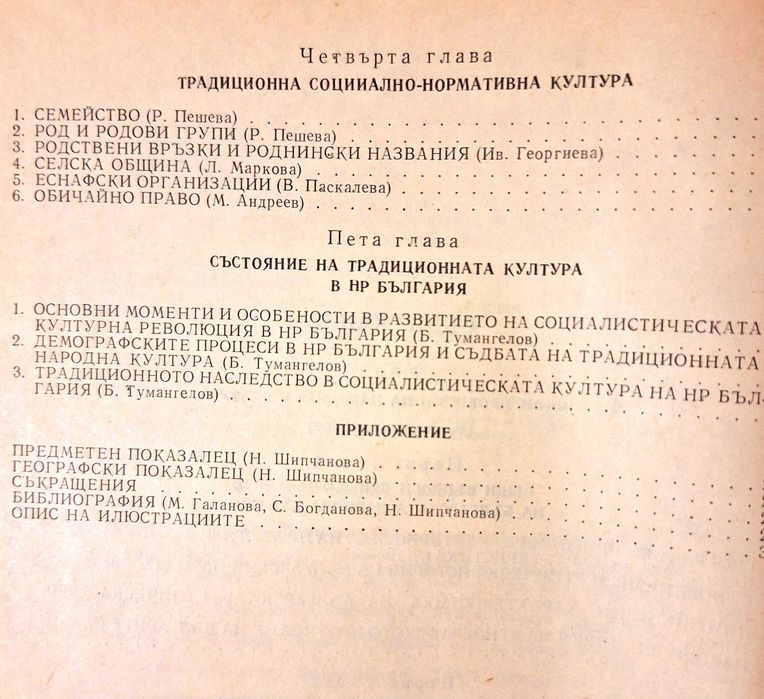 Четвърта глава
ТРАДИЦИОННА СОЦИИАЛНО-НОРМАТИВНА КУЛТУРА
1. СЕМЕЙСТВО (Р. Пешева)
2. РОД И РОДОВИ ГРУПИ (Р. Пешева)
3. РОДСТВЕНИ ВРЪЗКИ И РОДНИНСКИ НАЗВАНИЯ (Ив. Георгиева)
4. СЕЛСКА ОБЩИНА (Л. Маркова)
5. ЕСНАФСКИ ОРГАНИЗАЦИИ (В. Паскалева)
6. ОБИЧАЙНО ПРАВО (М. Андреев)
Пета глава
СЪСТОЯНИЕ НА ТРАДИЦИОННАТА КУЛТУРА
В НР БЪЛГАРИЯ
1. ОСНОВНИ МОМЕНТИ И ОСОБЕНОСТИ В РАЗВИТИЕТО НА СОЦИАЛИСТИЧЕСКАТА
КУЛТУРНА РЕВОЛЮЦИЯ В НР БЪЛГАРИЯ (Б. Тумангелов)
2. ДЕМОГРАФСКИТЕ ПРОЦЕСИ В НР БЪЛГАРИЯ И СЪДБАТА НА ТРАДИЦИОННАТА
НАРОДНА КУЛТУРА (Б. Тумангелов)
3. ТРАДИЦИОННОТО НАСЛЕДСТВО В СОЦИАЛИСТИЧЕСКАТА КУЛТУРА НА НР БЪЛ-
ГАРИЯ (Б. Тумангелов)
ПРИЛОЖЕНИЕ
ПРЕДМЕТЕН ПОКАЗАЛЕЦ (Н. Шипчанова)
ГЕОГРАФСКИ ПОКАЗАЛЕЦ (Н. Шипчанова)
СЪКРАЩЕНИЯ
БИБЛИОГРАФИЯ (М. Галанова, С. Богданова, Н. Шипчанова)
ОПИС НА ИЛЮСТРАЦИИТЕ